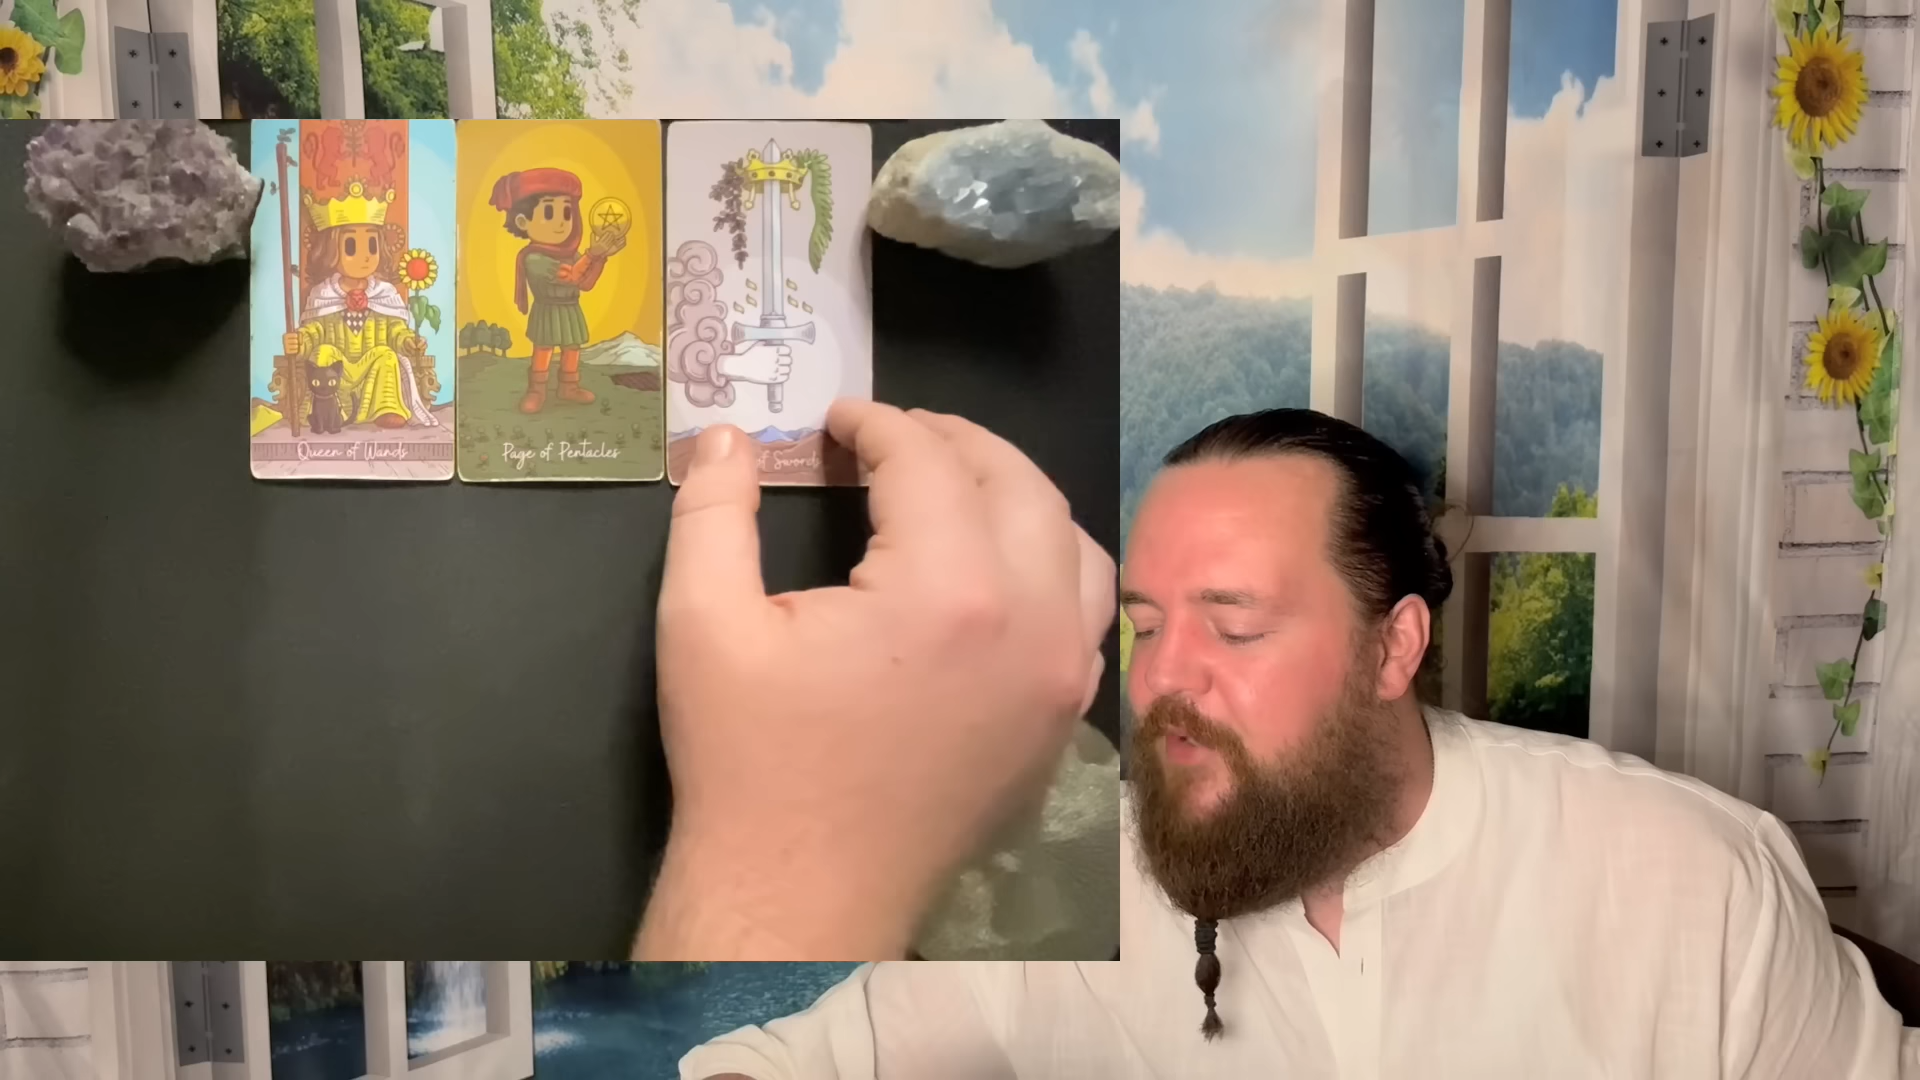 Queen of Wands
Page of Pentacles
of Swords